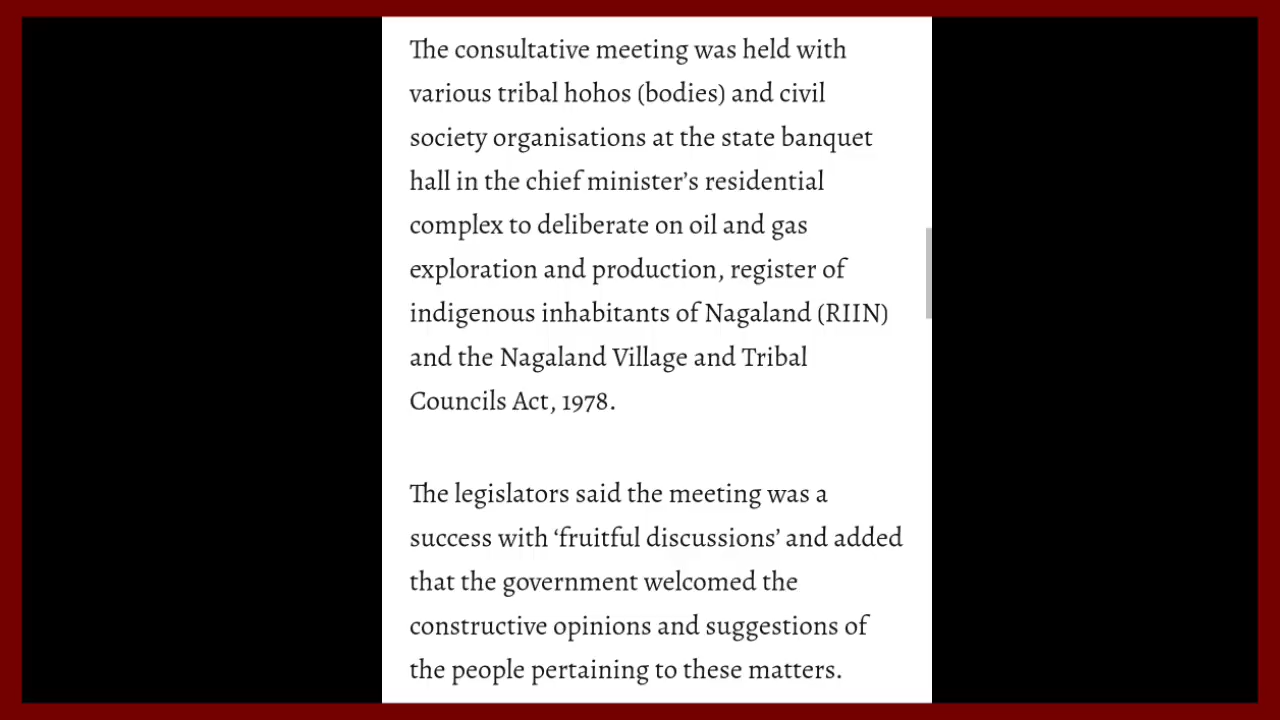 The consultative meeting was held with
various tribal hohos (bodies) and civil
society organisations at the state banquet
hall in the chief minister’s residential
complex to deliberate on oil and gas
exploration and production, register of
indigenous inhabitants of Nagaland (RIIN)
and the Nagaland Village and Tribal
Councils Act, 1978.
The legislators said the meeting was a
success with ‘fruitful discussions’ and added
that the government welcomed the
constructive opinions and suggestions of
the people pertaining to these matters.